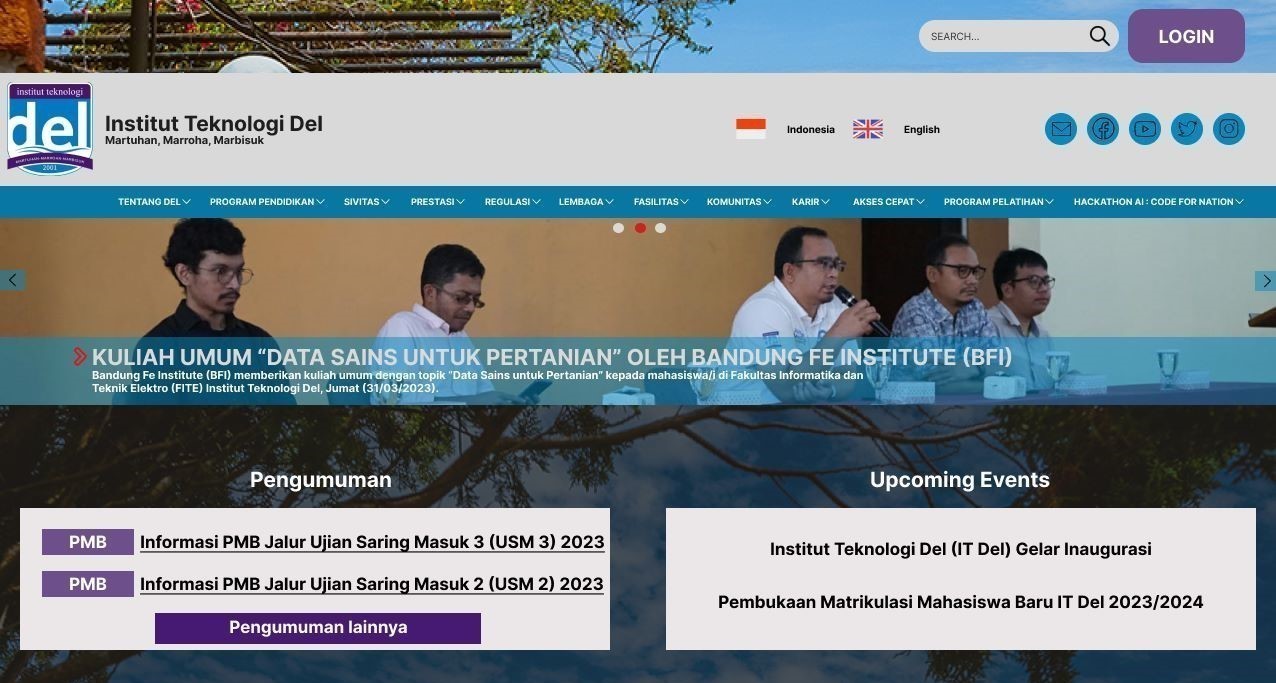 SEARCH...
LOGIN
institut teknologi
del
MARTUHAN-MARROHA-MARBISUK
2001
Institut Teknologi Del
Martuhan, Marroha, Marbisuk
Indonesia
English
TENTANG DEL
PROGRAM PENDIDIKAN
SIVITAS
PRESTASI
REGULASI
LEMBAGA
FASILITAS
KOMUNITAS
KARIR
AKSES CEPAT
PROGRAM PELATIHAN
HACKATHON AI : CODE FOR NATION
KULIAH UMUM “DATA SAINS UNTUK PERTANIAN” OLEH BANDUNG FE INSTITUTE (BFI)
Bandung Fe Institute (BFI) memberikan kuliah umum dengan topik “Data Sains untuk Pertanian” kepada mahasiswa/i di Fakultas Informatika dan
Teknik Elektro (FITE) Institut Teknologi Del, Jumat (31/03/2023).
Pengumuman
PMB
Informasi PMB Jalur Ujian Saring Masuk 3 (USM 3) 2023
PMB
Informasi PMB Jalur Ujian Saring Masuk 2 (USM 2) 2023
Pengumuman lainnya
Upcoming Events
Institut Teknologi Del (IT Del) Gelar Inaugurasi
Pembukaan Matrikulasi Mahasiswa Baru IT Del 2023/2024